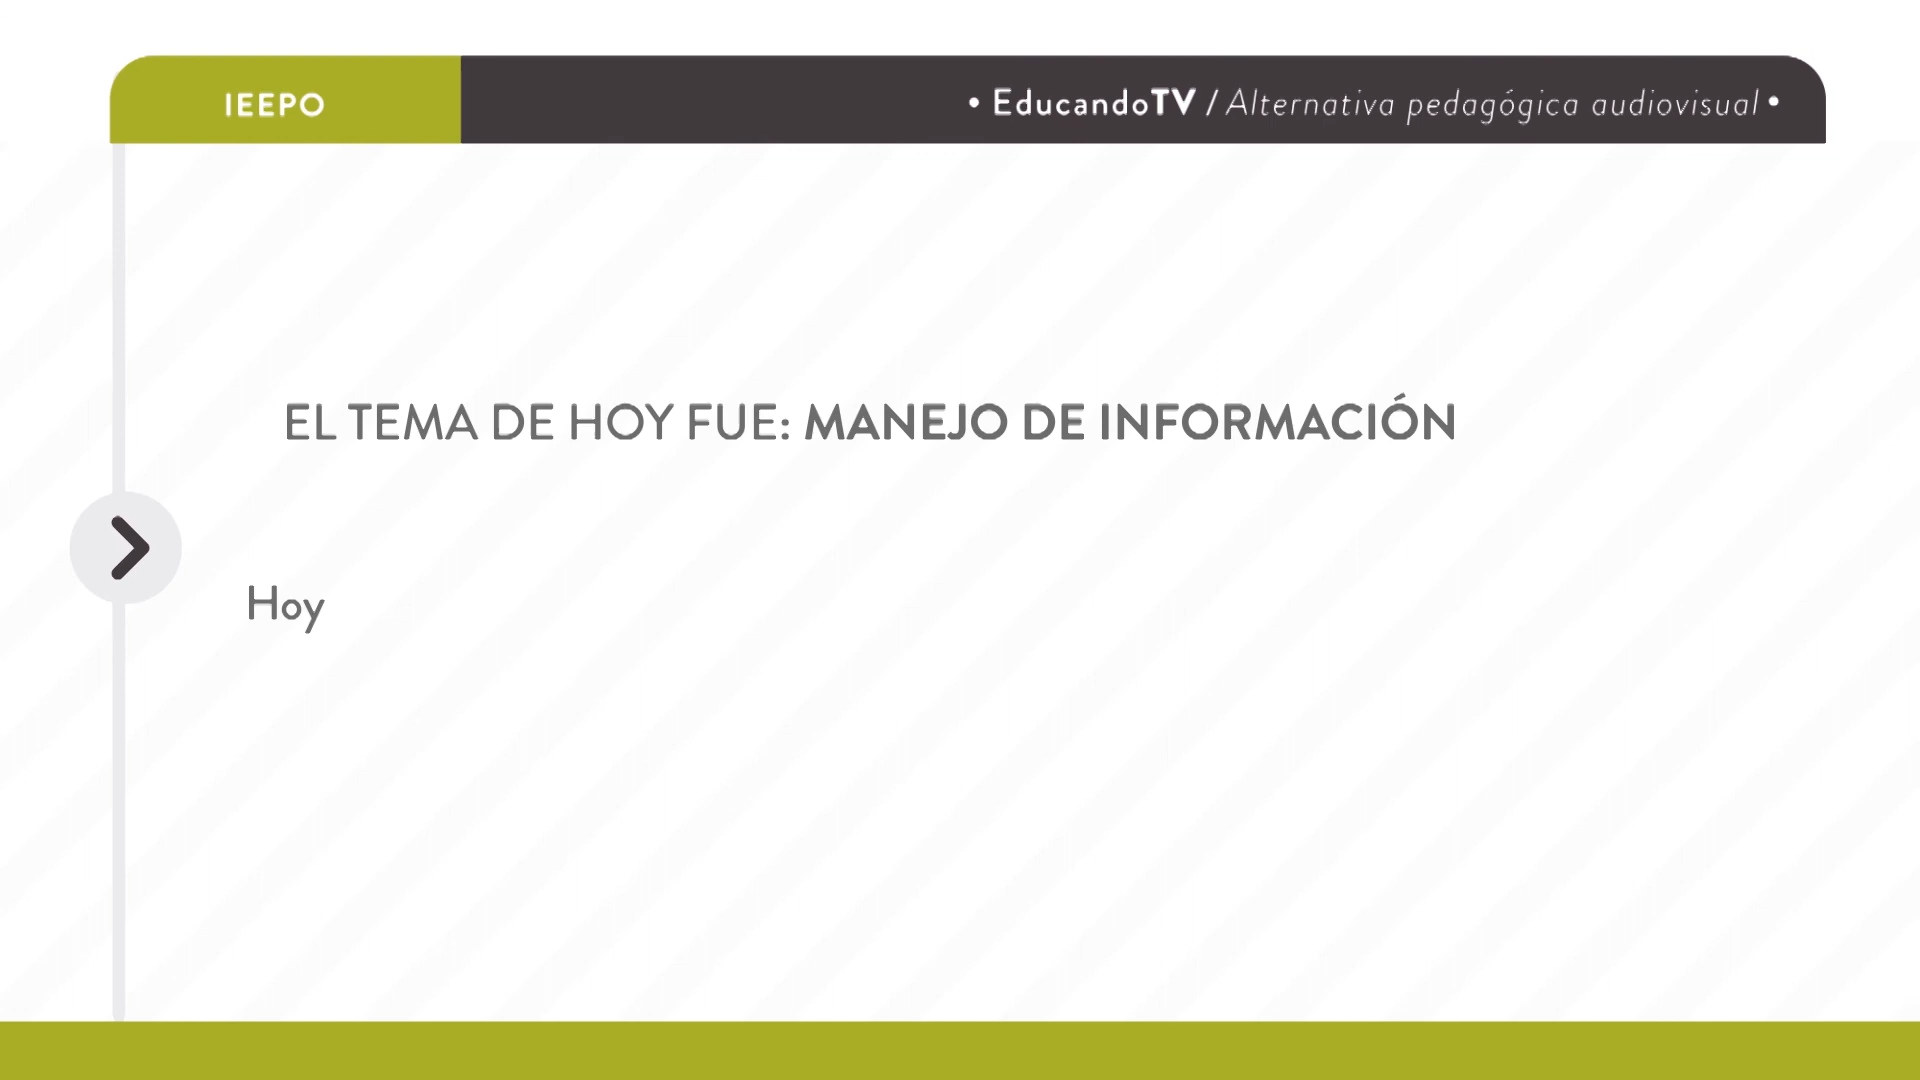 IEEPO
• EducandoTV / Alternativa pedagógica audiovisual •
EL TEMA DE HOY FUE: MANEJO DE INFORMACIÓN
Hoy